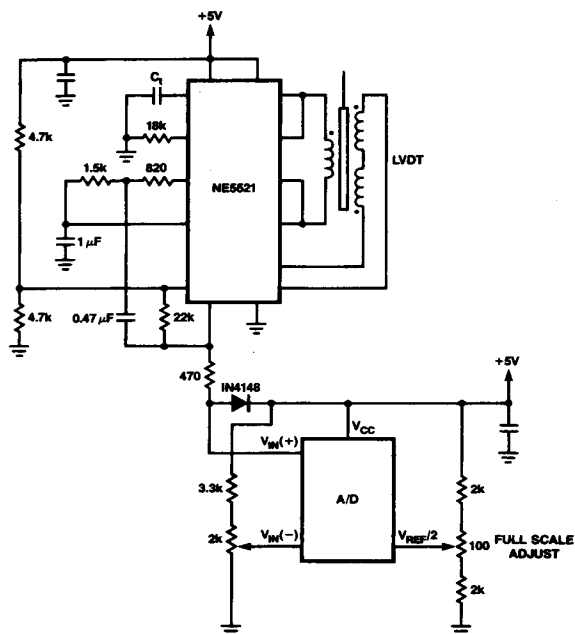 +5V
Ct
4.7k
18k
1.5k
820
NE5521
LVDT
1 µF
4.7k
0.47 µF
22k
470
IN4148
+5V
VCC
VIN(+)
3.3k
A/D
2k
2k
VIN(−)
VREF/2
100
FULL SCALE
ADJUST
2k